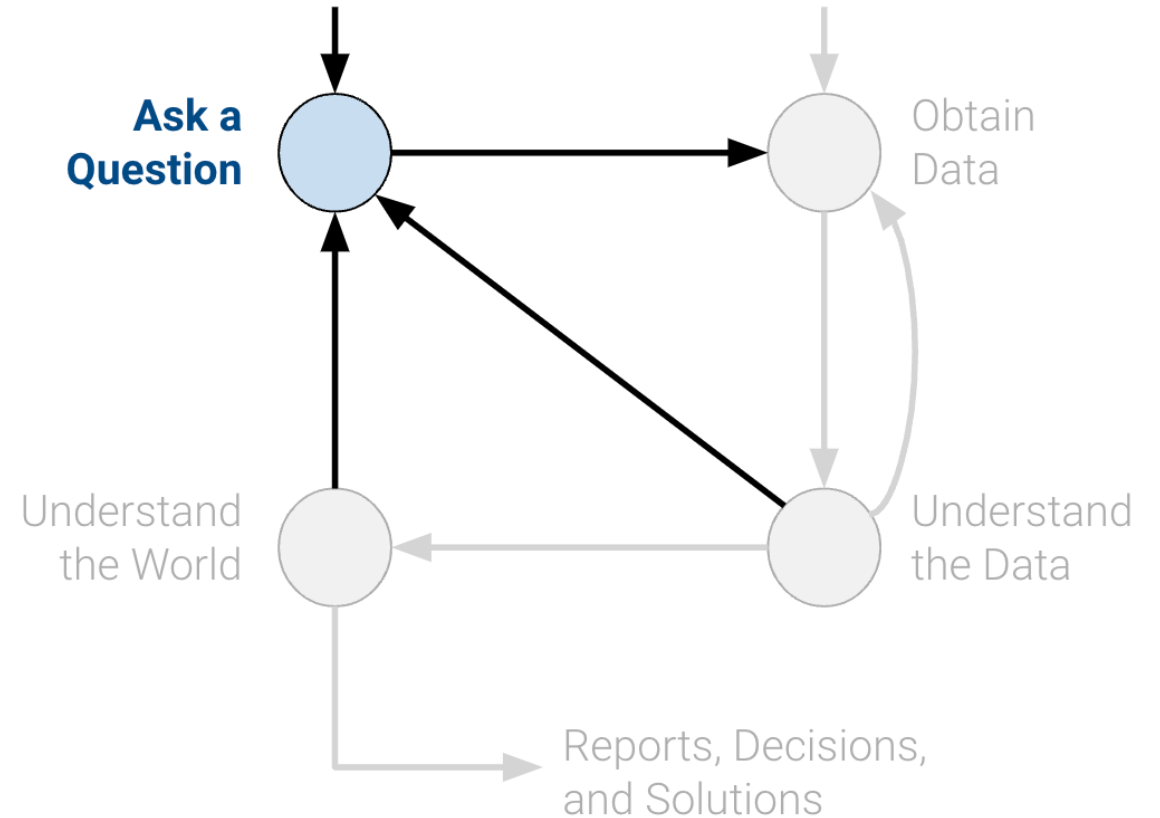 Ask a
Question
Obtain
Data
Understand
the World
Understand
the Data
Reports, Decisions,
and Solutions